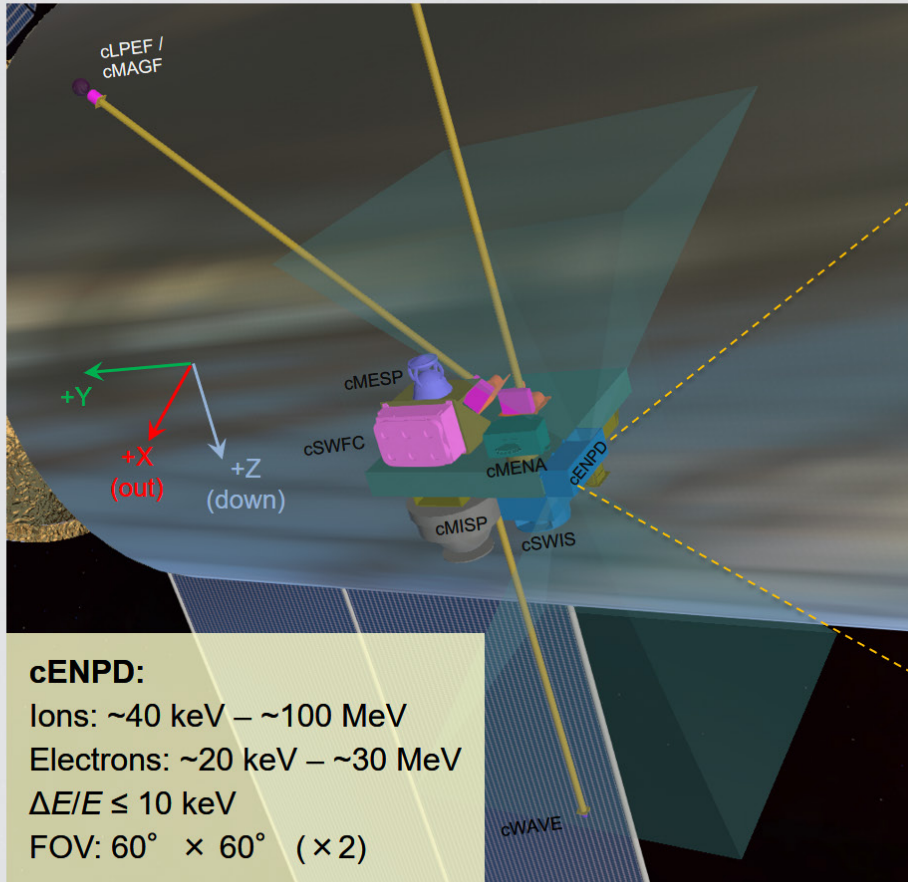 cLPEF /
cMAGF
cMESP
+Y
cSWFC
cENPD
+X
(out)
+Z
(down)
cMENA
cMISP
cSWIS
cENPD:
Ions: ~40 keV – ~100 MeV
Electrons: ~20 keV – ~30 MeV
ΔE/E ≤ 10 keV
cWAVE
FOV: 60° × 60° (×2)